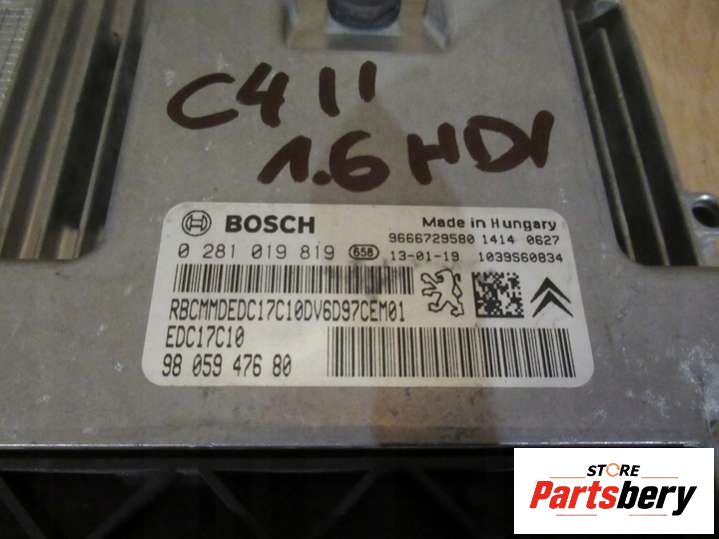 C4 II
1.6 HDI
BOSCH
Made in Hungary
9666729580 1414 0627
0 281 019 819 658 13-01-19 1039S60834
RBCMMDEDC17C10DV6D97CEM01
EDC17C10
98 059 476 80
STORE
Partsbery